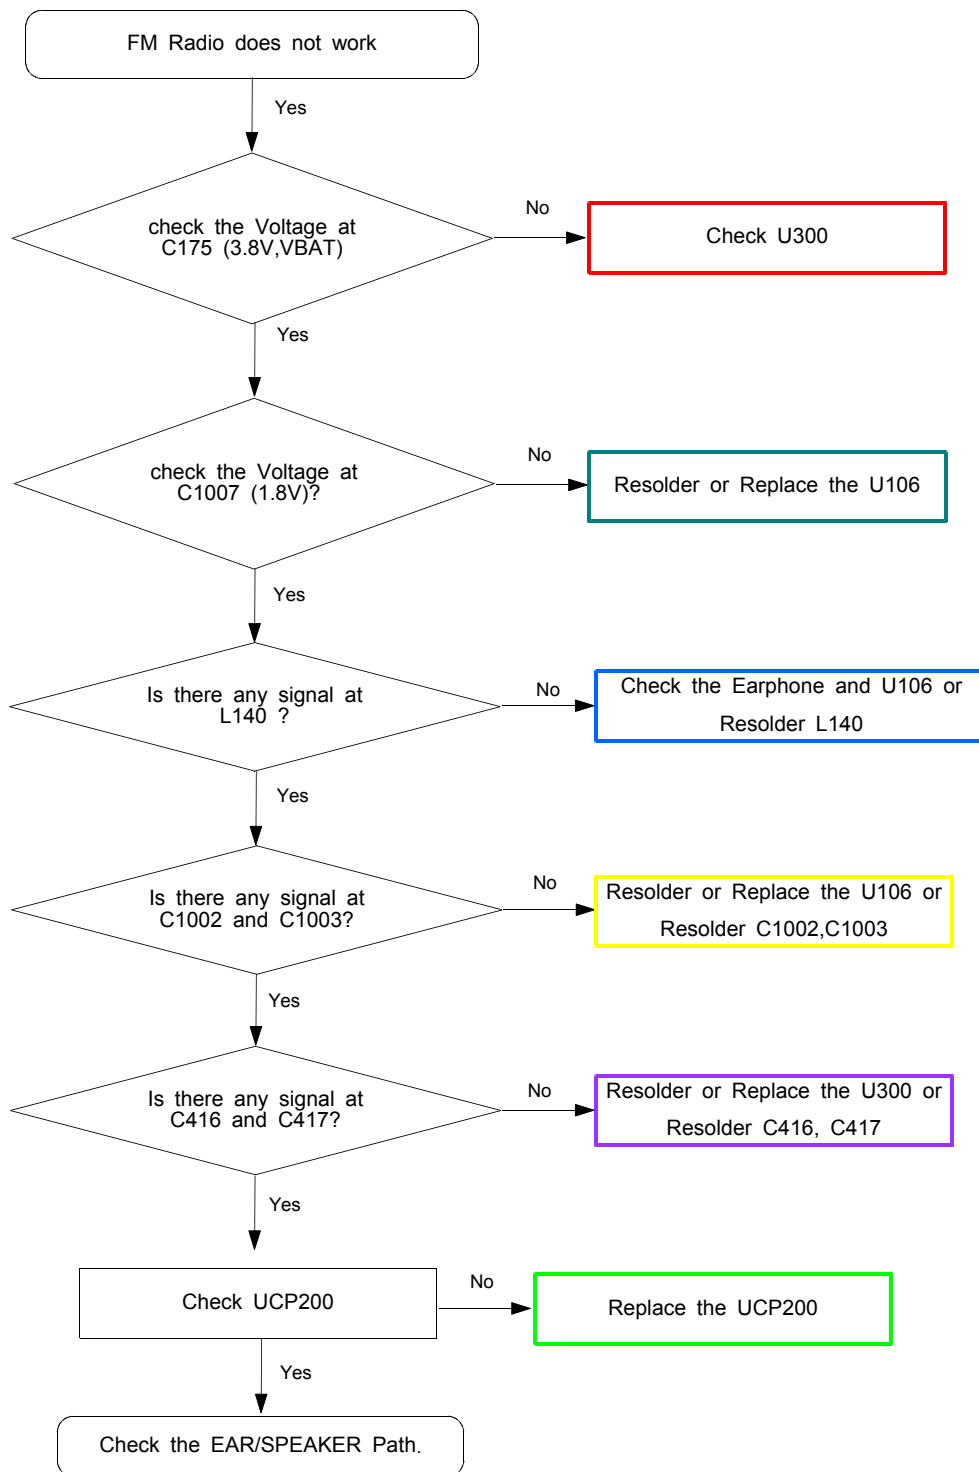 FM Radio does not work
Yes
check the Voltage at
C175 (3.8V,VBAT)
No
Check U300
Yes
check the Voltage at
C1007 (1.8V)?
No
Resolder or Replace the U106
Yes
Is there any signal at
L140 ?
No
Check the Earphone and U106 or
Resolder L140
Yes
Is there any signal at
C1002 and C1003?
No
Resolder or Replace the U106 or
Resolder C1002,C1003
Yes
Is there any signal at
C416 and C417?
No
Resolder or Replace the U300 or
Resolder C416, C417
Yes
Check UCP200
No
Replace the UCP200
Yes
Check the EAR/SPEAKER Path.